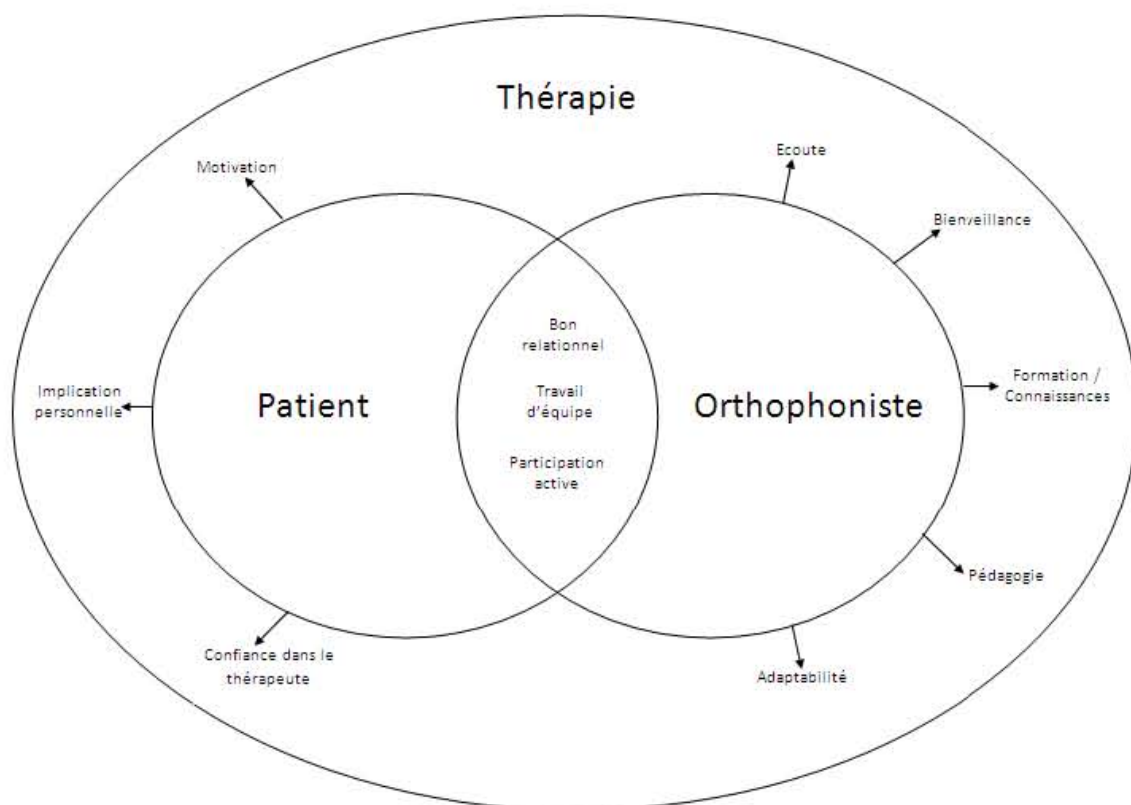 Thérapie
Motivation
Ecoute
Bienveillance
Implication
personnelle
Patient
Bon
relationnel
Travail
d'équipe
Participation
active
Orthophoniste
Formation /
Connaissances
Pédagogie
Confiance dans le
thérapeute
Adaptabilité